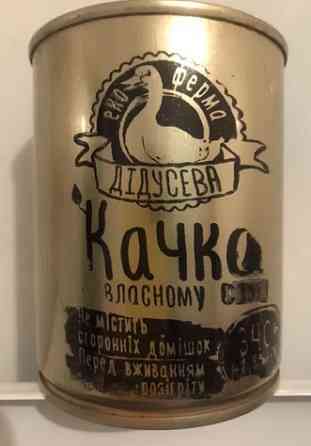 еко ферма
ДІДУСЕВА
Качка
власному
Не містить
сторонніх домішок
Перед вживанням
розігріти